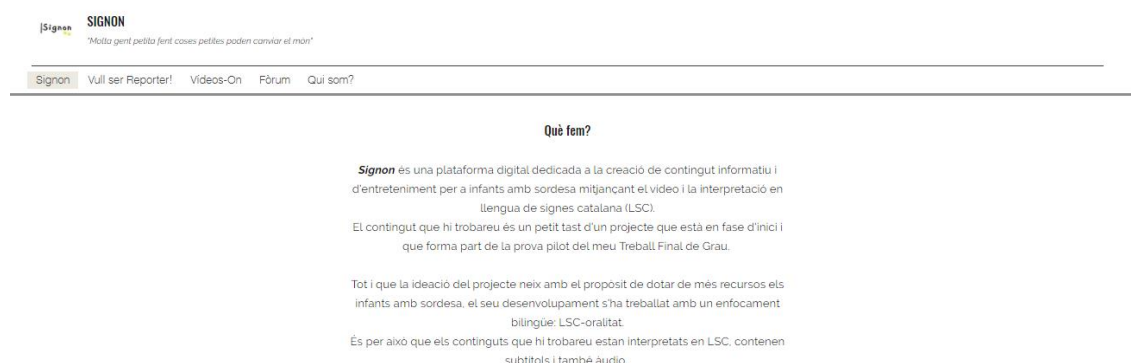 |Signon
SIGNON
"Molta gent petita fent coses petites poden canviar el món"
Signon Vull ser Reporter! Vídeos-On Fòrum Qui som?
Què fem?
Signon és una plataforma digital dedicada a la creació de contingut informatiu i
d'entreteniment per a infants amb sordesa mitjançant el vídeo i la interpretació en
llengua de signes catalana (LSC).
El contingut que hi trobareu és un petit tast d'un projecte que està en fase d'inici i
que forma part de la prova pilot del meu Treball Final de Grau.
Tot i que la ideació del projecte neix amb el propòsit de dotar de més recursos els
infants amb sordesa, el seu desenvolupament s'ha treballat amb un enfocament
bilingüe: LSC-oralitat.
És per això que els continguts que hi trobareu estan interpretats en LSC, contenen
subtítols i també àudio.